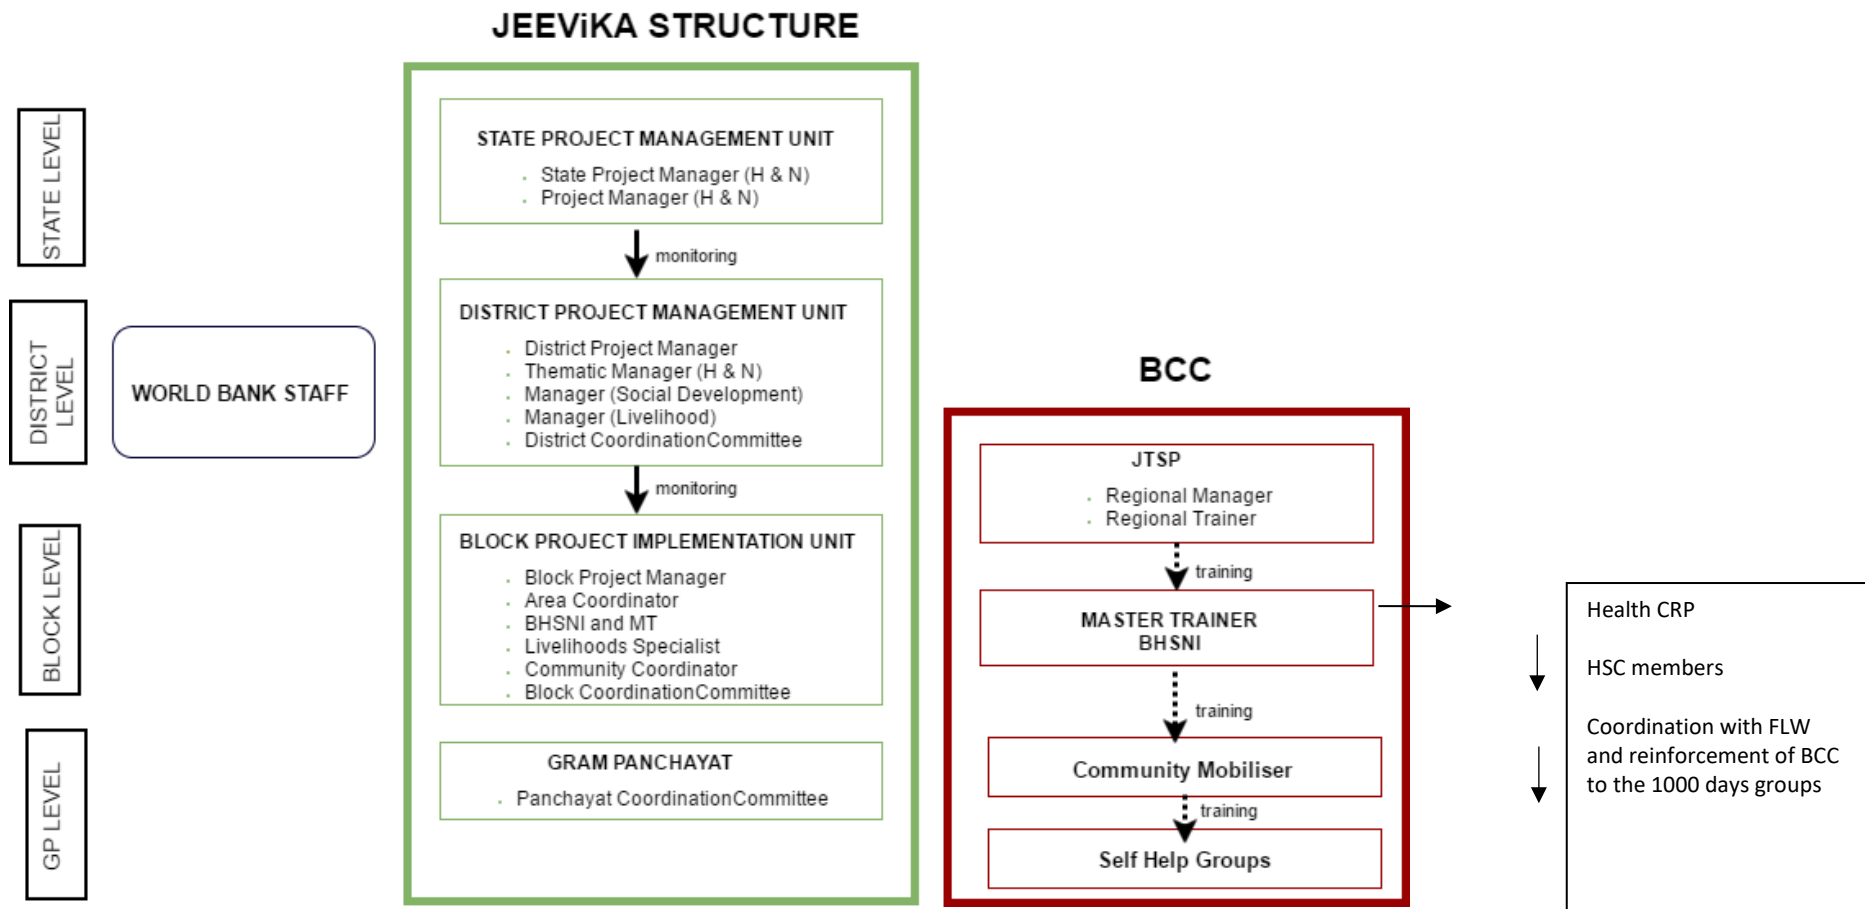 JEEViKA STRUCTURE
STATE LEVEL
STATE PROJECT MANAGEMENT UNIT
State Project Manager (H & N)
Project Manager (H & N)
monitoring
DISTRICT
LEVEL
WORLD BANK STAFF
DISTRICT PROJECT MANAGEMENT UNIT
District Project Manager
Thematic Manager (H & N)
Manager (Social Development)
Manager (Livelihood)
District CoordinationCommittee
monitoring
BLOCK LEVEL
BLOCK PROJECT IMPLEMENTATION UNIT
Block Project Manager
Area Coordinator
BHSNI and MT
Livelihoods Specialist
Community Coordinator
Block CoordinationCommittee
GP LEVEL
GRAM PANCHAYAT
Panchayat CoordinationCommittee
BCC
JTSP
Regional Manager
Regional Trainer
training
MASTER TRAINER
BHSNI
training
Community Mobiliser
training
Self Help Groups
Health CRP
HSC members
Coordination with FLW
and reinforcement of BCC
to the 1000 days groups